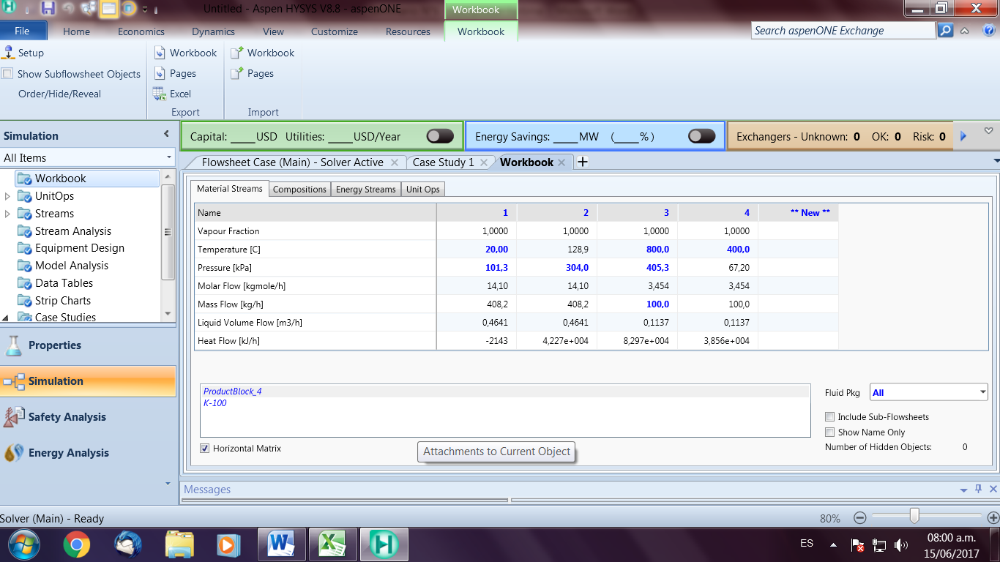 Untitled - Aspen HYSYS V8.8 - aspenONE
Workbook
File Home Economics Dynamics View Customize Resources Workbook
Search aspenONE Exchange
Setup
Show Subflowsheet Objects
Order/Hide/Reveal
Workbook
Pages
Excel
Export
Workbook
Pages
Import
Capital: _____USD Utilities: _____USD/Year
Energy Savings: _____MW (_____%)
Exchangers - Unknown: 0 OK: 0 Risk: 0
Simulation
All Items
Workbook
UnitOps
Streams
Stream Analysis
Equipment Design
Model Analysis
Data Tables
Strip Charts
Case Studies
Properties
Simulation
Safety Analysis
Energy Analysis
Flowsheet Case (Main) - Solver Active Case Study 1 Workbook
Material Streams Compositions Energy Streams Unit Ops
Name 1 2 3 4 ** New **
Vapour Fraction 1,0000 1,0000 1,0000 1,0000
Temperature [C] 20,00 128,9 800,0 400,0
Pressure [kPa] 101,3 304,0 405,3 67,20
Molar Flow [kgmole/h] 14,10 14,10 3,454 3,454
Mass Flow [kg/h] 408,2 408,2 100,0 100,0
Liquid Volume Flow [m3/h] 0,4641 0,4641 0,1137 0,1137
Heat Flow [kJ/h] -2143 4,227e+004 8,297e+004 3,856e+004
ProductBlock_4
K-100
Fluid Pkg All
Include Sub-Flowsheets
Show Name Only
Number of Hidden Objects: 0
Horizontal Matrix
Attachments to Current Object
Messages
Solver (Main) - Ready
80%
ES
08:00 a.m.
15/06/2017